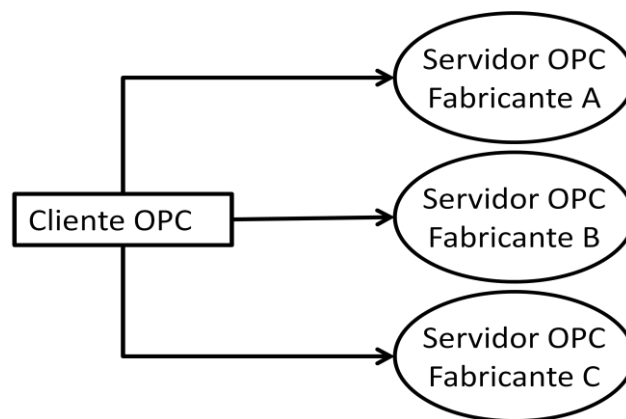 Servidor OPC
Fabricante A
Cliente OPC
Servidor OPC
Fabricante B
Servidor OPC
Fabricante C